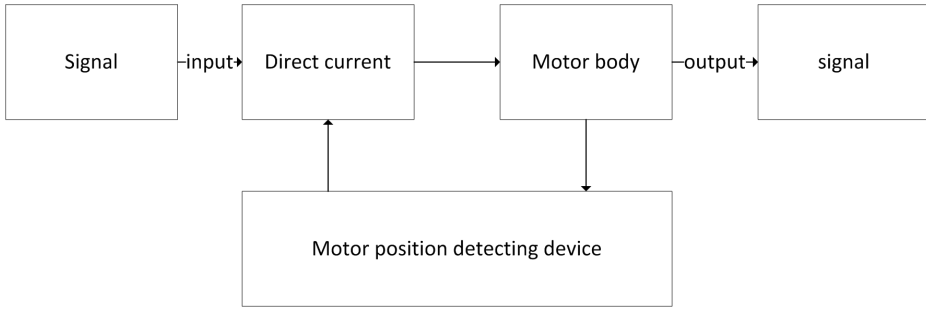 Signal
input
Direct current
Motor body
output
signal
Motor position detecting device